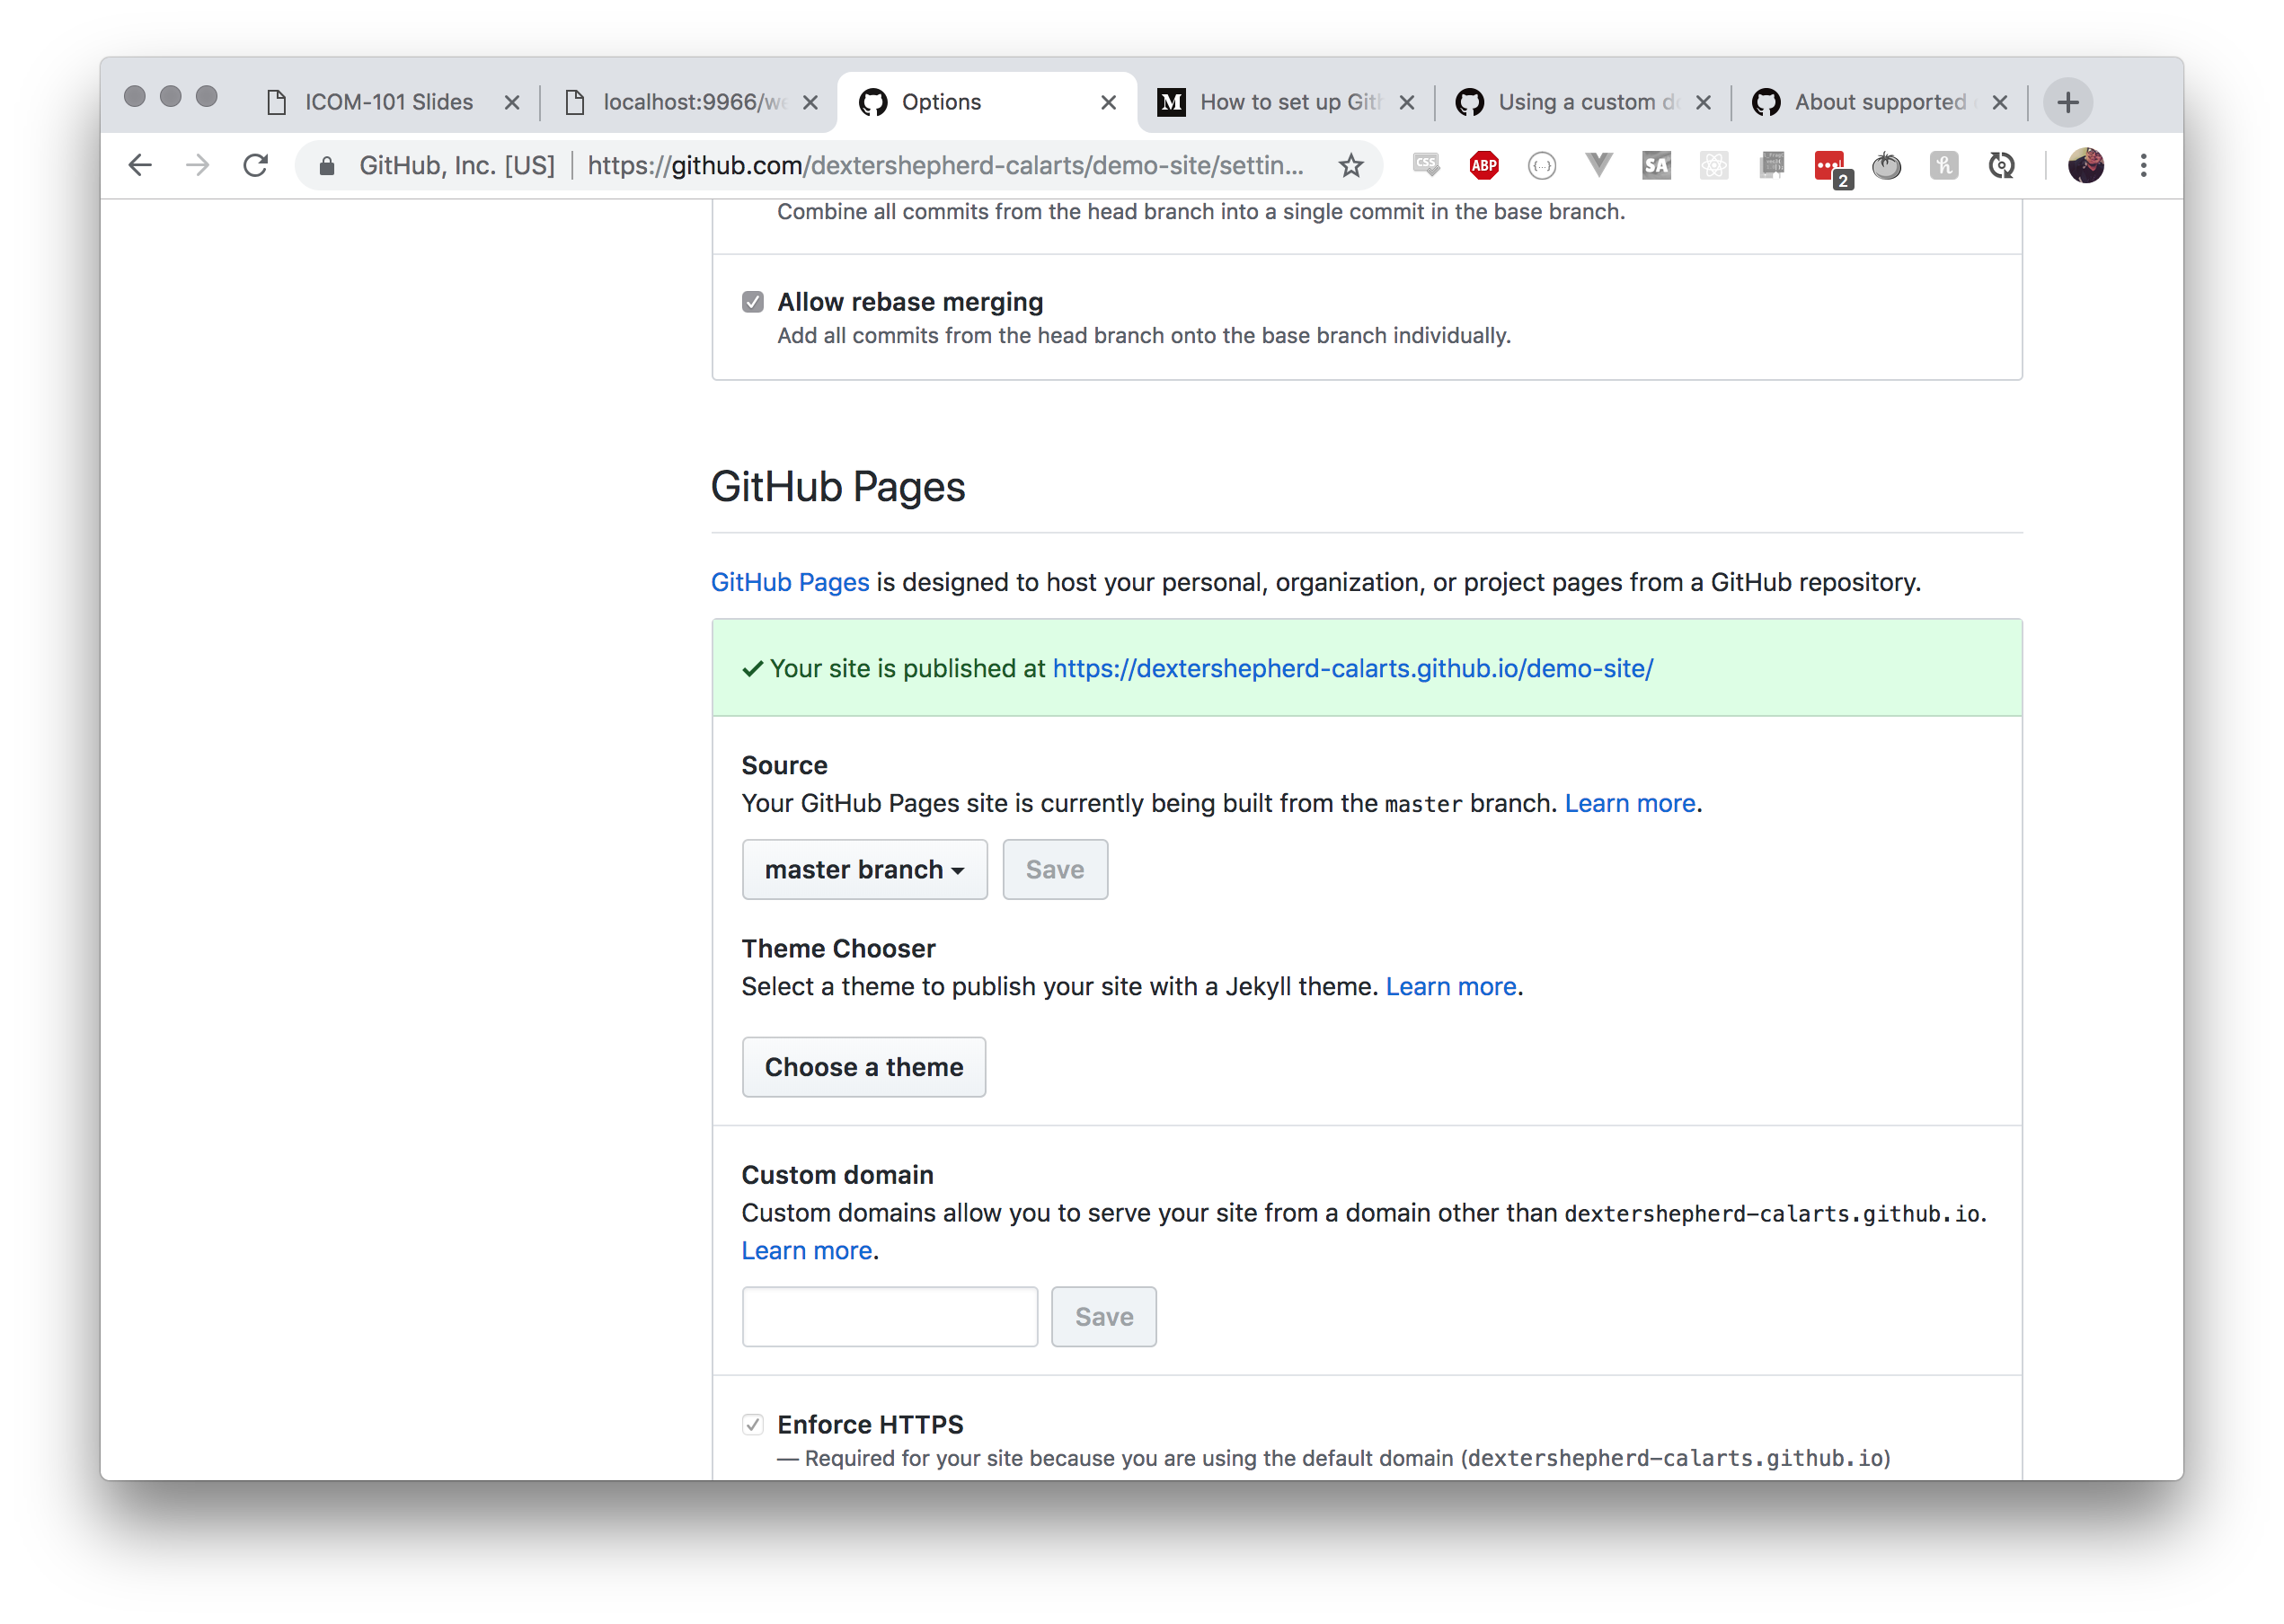 ICOM-101 Slides
localhost:9966/we
Options
M How to set up Gith
Using a custom d
About supported
GitHub, Inc. [US] https://github.com/dextershepherd-calarts/demo-site/settin...
CSS
ABP
{...}
SA
2
h
Combine all commits from the head branch into a single commit in the base branch.
Allow rebase merging
Add all commits from the head branch onto the base branch individually.
GitHub Pages
GitHub Pages is designed to host your personal, organization, or project pages from a GitHub repository.
Your site is published at https://dextershepherd-calarts.github.io/demo-site/
Source
Your GitHub Pages site is currently being built from the master branch. Learn more.
master branch Save
Theme Chooser
Select a theme to publish your site with a Jekyll theme. Learn more.
Choose a theme
Custom domain
Custom domains allow you to serve your site from a domain other than dextershepherd-calarts.github.io.
Learn more.
Save
Enforce HTTPS
— Required for your site because you are using the default domain (dextershepherd-calarts.github.io)